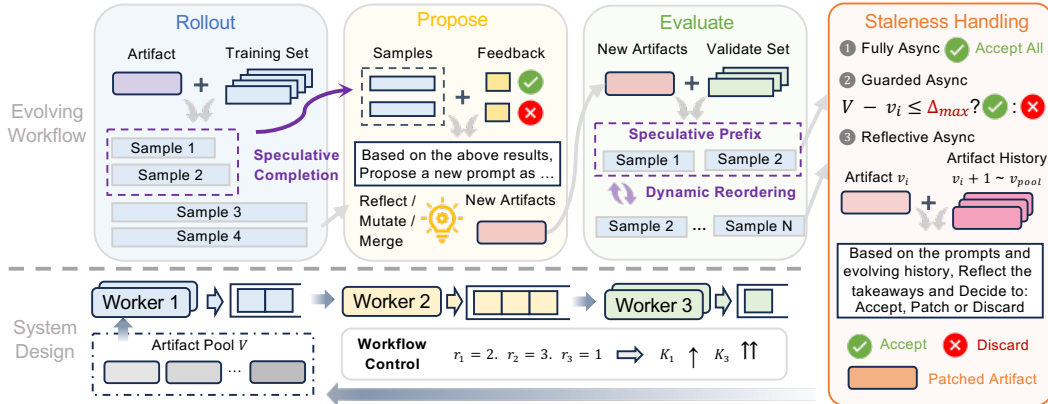 Rollout
Artifact
Training Set
+
Sample 1
Sample 2
Speculative
Completion
Sample 3
Sample 4
Propose
Samples
Feedback
+
Based on the above results,
Propose a new prompt as …
Reflect /
Mutate /
Merge
New Artifacts
Evaluate
New Artifacts
Validate Set
+
Speculative Prefix
Sample 1
Sample 2
Dynamic Reordering
Sample 2
...
Sample N
Staleness Handling
1 Fully Async
Accept All
2 Guarded Async
V − v_i ≤ Δ_max? :
3 Reflective Async
Artifact v_i
Artifact History
v_i + 1 ~ v_pool
+
Based on the prompts and
evolving history, Reflect the
takeaways and Decide to:
Accept, Patch or Discard
Accept
Discard
Patched Artifact
Evolving
Workflow
System
Design
Worker 1
Worker 2
Worker 3
Artifact Pool V
...
Workflow
Control
r_1 = 2. r_2 = 3. r_3 = 1
K_1 ↑
K_3 ↑↑